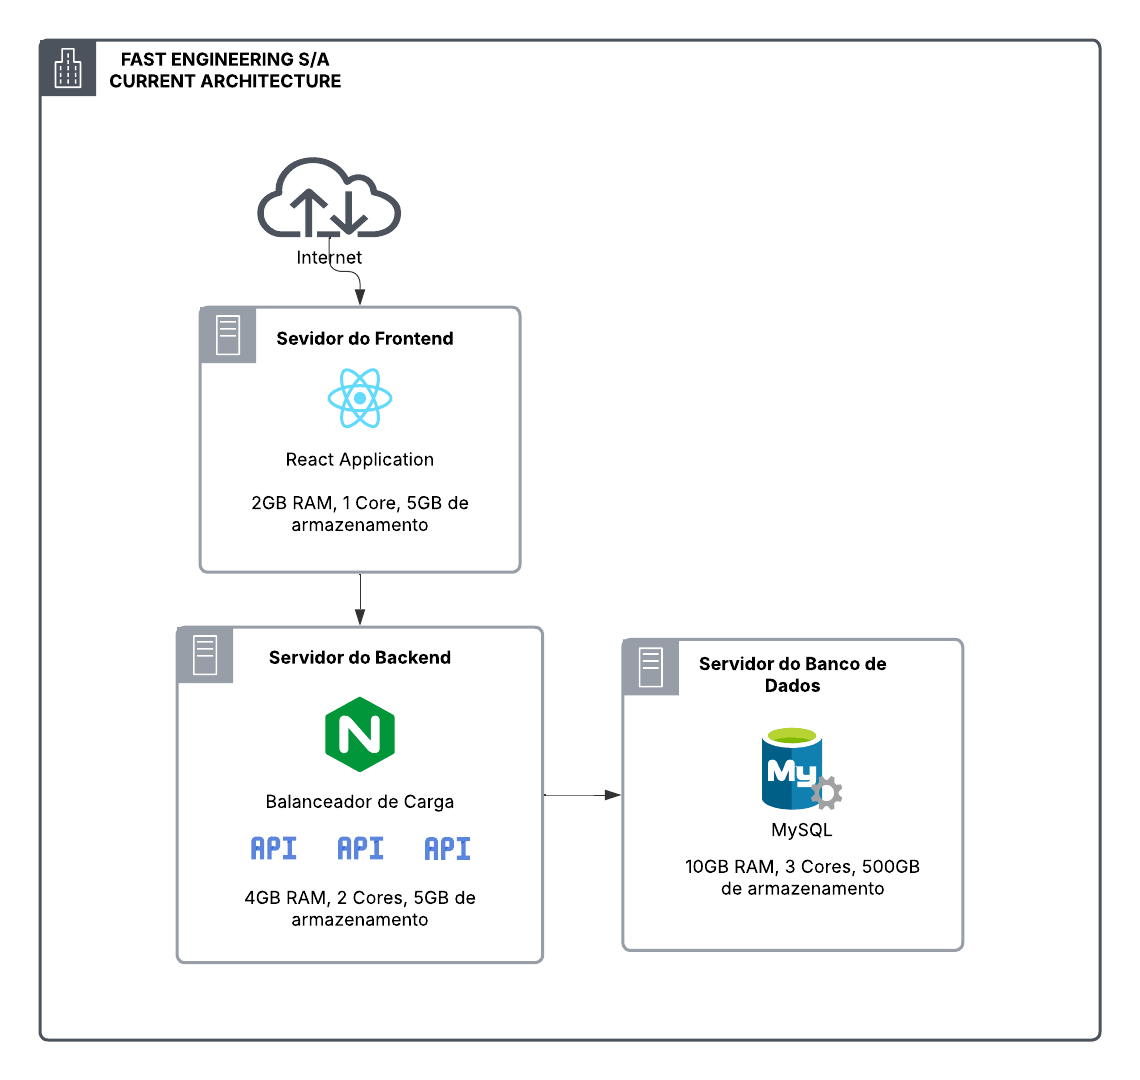 FAST ENGINEERING S/A
CURRENT ARCHITECTURE
Internet
Sevidor do Frontend
React Application
2GB RAM, 1 Core, 5GB de
armazenamento
Servidor do Backend
N
Balanceador de Carga
API API API
4GB RAM, 2 Cores, 5GB de
armazenamento
Servidor do Banco de
Dados
My
MySQL
10GB RAM, 3 Cores, 500GB
de armazenamento